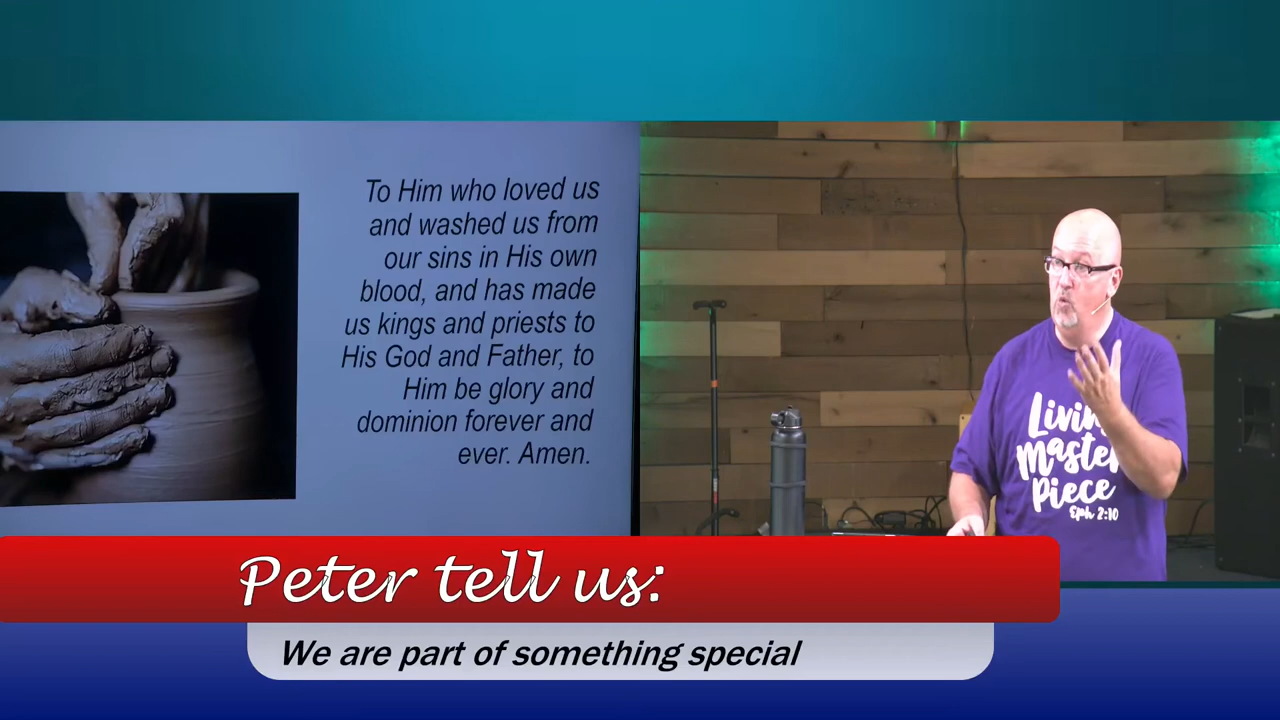 To Him who loved us
and washed us from
our sins in His own
blood, and has made
us kings and priests to
His God and Father, to
Him be glory and
dominion forever and
ever. Amen.
Master
Piece
Eph 2:10
Peter tell us:
We are part of something special